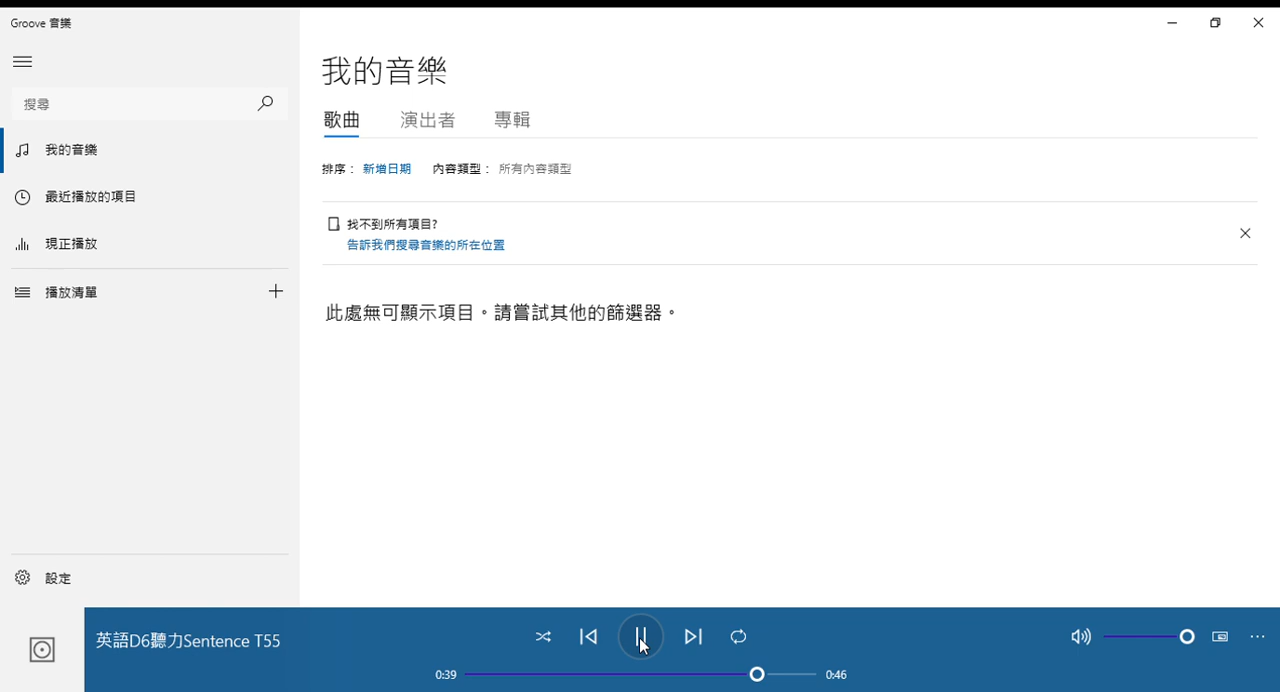 Groove 音樂
搜尋
我的音樂
最近播放的項目
現正播放
播放清單
設定
我的音樂
歌曲 演出者 專輯
排序： 新增日期 內容類型： 所有內容類型
找不到所有項目?
告訴我們搜尋音樂的所在位置
此處無可顯示項目。請嘗試其他的篩選器。
英語D6聽力Sentence T55
0:39 0:46